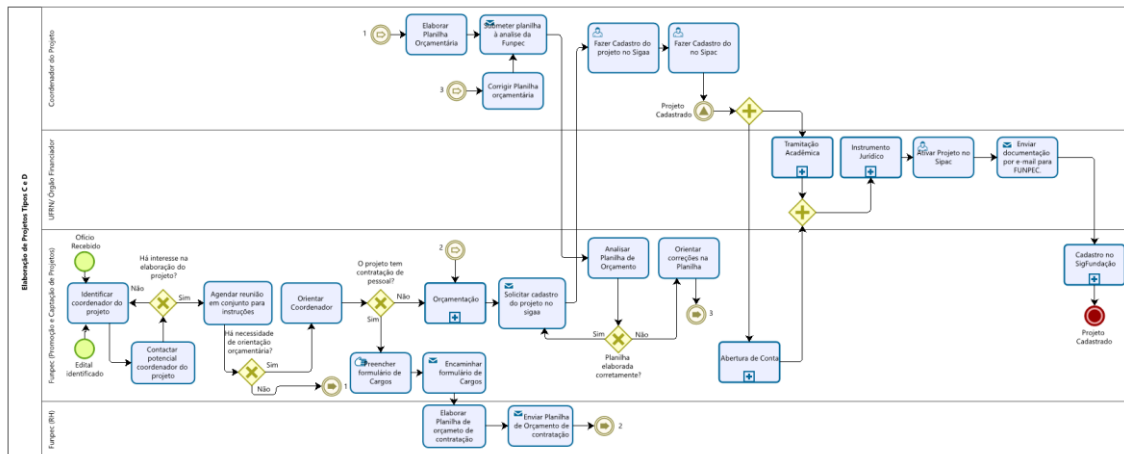 Elaboração de Projetos Tipos C e D
Coordenador do Projeto
1
Elaborar
Planilha
Orçamentária
Submeter planilha
à analise da
Funpec
3
Corrigir Planilha
orçamentária
Fazer Cadastro do
projeto no Sigaa
Fazer Cadastro do
no Sipac
Projeto
Cadastrado
UFRN/ Órgão Financiador
Tramitação
Acadêmica
Instrumento
Jurídico
Ativar Projeto no
Sipac
Enviar
documentação
por e-mail para
FUNPEC.
Funpec (Promoção e Captação de Projetos)
Oficio
Recebido
Identificar
coordenador do
projeto
Edital
identificado
Há interesse na
elaboração do
projeto?
Não
Sim
Contactar
potencial
coordenador do
projeto
Agendar reunião
em conjunto para
instruções
Há necessidade
de orientação
orçamentária?
Sim
Não
1
Orientar
Coordenador
O projeto tem
contratação de
pessoal?
Não
Sim
2
Orçamentação
Preencher
formulário de
Cargos
Encaminhar
formulário de
Cargos
Solicitar cadastro
do projeto no
sigaa
Analisar
Planilha de
Orçamento
Sim
Não
Planilha
elaborada
corretamente?
Orientar
correções na
Planilha
3
Abertura de Conta
Cadastro no
SigFundação
Projeto
Cadastrado
Funpec (RH)
Elaborar
Planilha de
orçameto de
contratação
Enviar Planilha
de Orçamento de
contratação
2